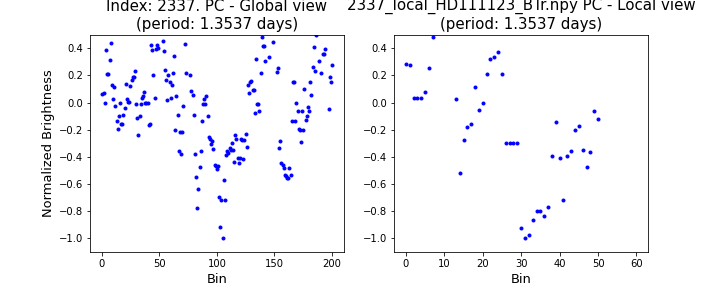 Index: 2337. PC - Global view
(period: 1.3537 days)
2337_local_HD111123_BTr.npy PC - Local view
(period: 1.3537 days)
Normalized Brightness
0.4
0.2
0.0
−0.2
−0.4
−0.6
−0.8
−1.0
0 50 100 150 200
Bin
0.4
0.2
0.0
−0.2
−0.4
−0.6
−0.8
−1.0
0 10 20 30 40 50 60
Bin